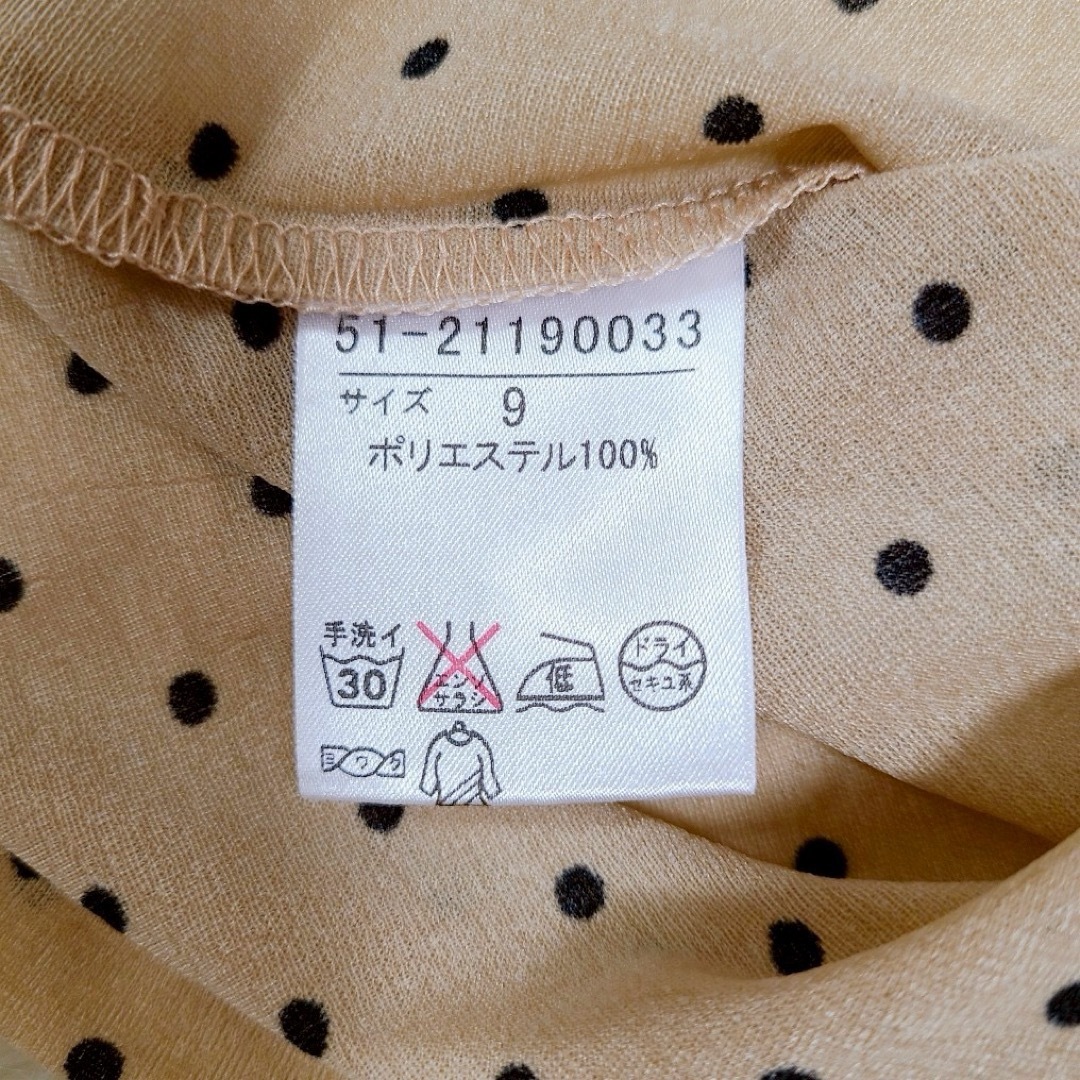 51-21190033
サイズ 9
ポリエステル100%
手洗イ 30 エンソ サラシ 低 ドライ セキユ系
ヨワク